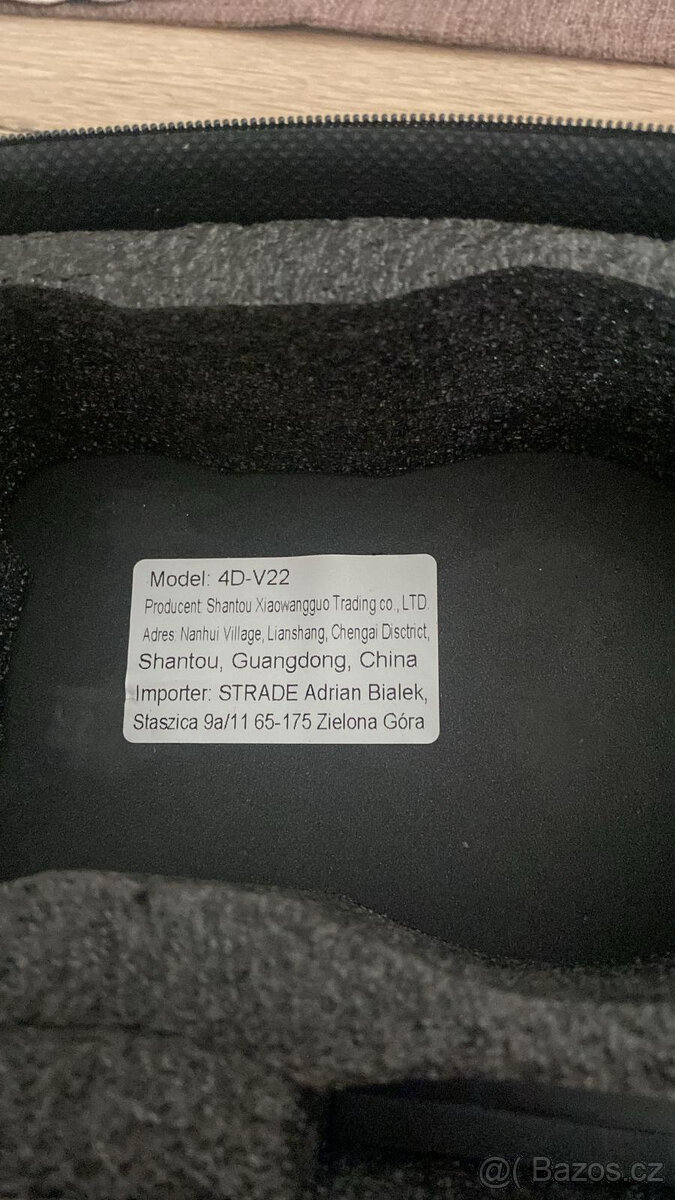 Model: 4D-V22
Producent: Shantou Xiaowangguo Trading co., LTD.
Adres: Nanhui Village, Lianshang, Chengai Disctrict,
Shantou, Guangdong, China
Importer: STRADE Adrian Bialek,
Staszica 9a/11 65-175 Zielona Góra
@( Bazos.cz